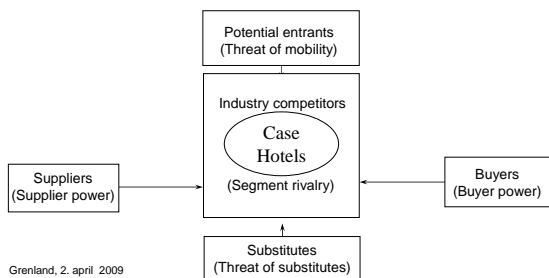 Potential entrants
(Threat of mobility)
Industry competitors
Case
Hotels
(Segment rivalry)
Suppliers
(Supplier power)
Buyers
(Buyer power)
Substitutes
(Threat of substitutes)
Grenland, 2. april 2009